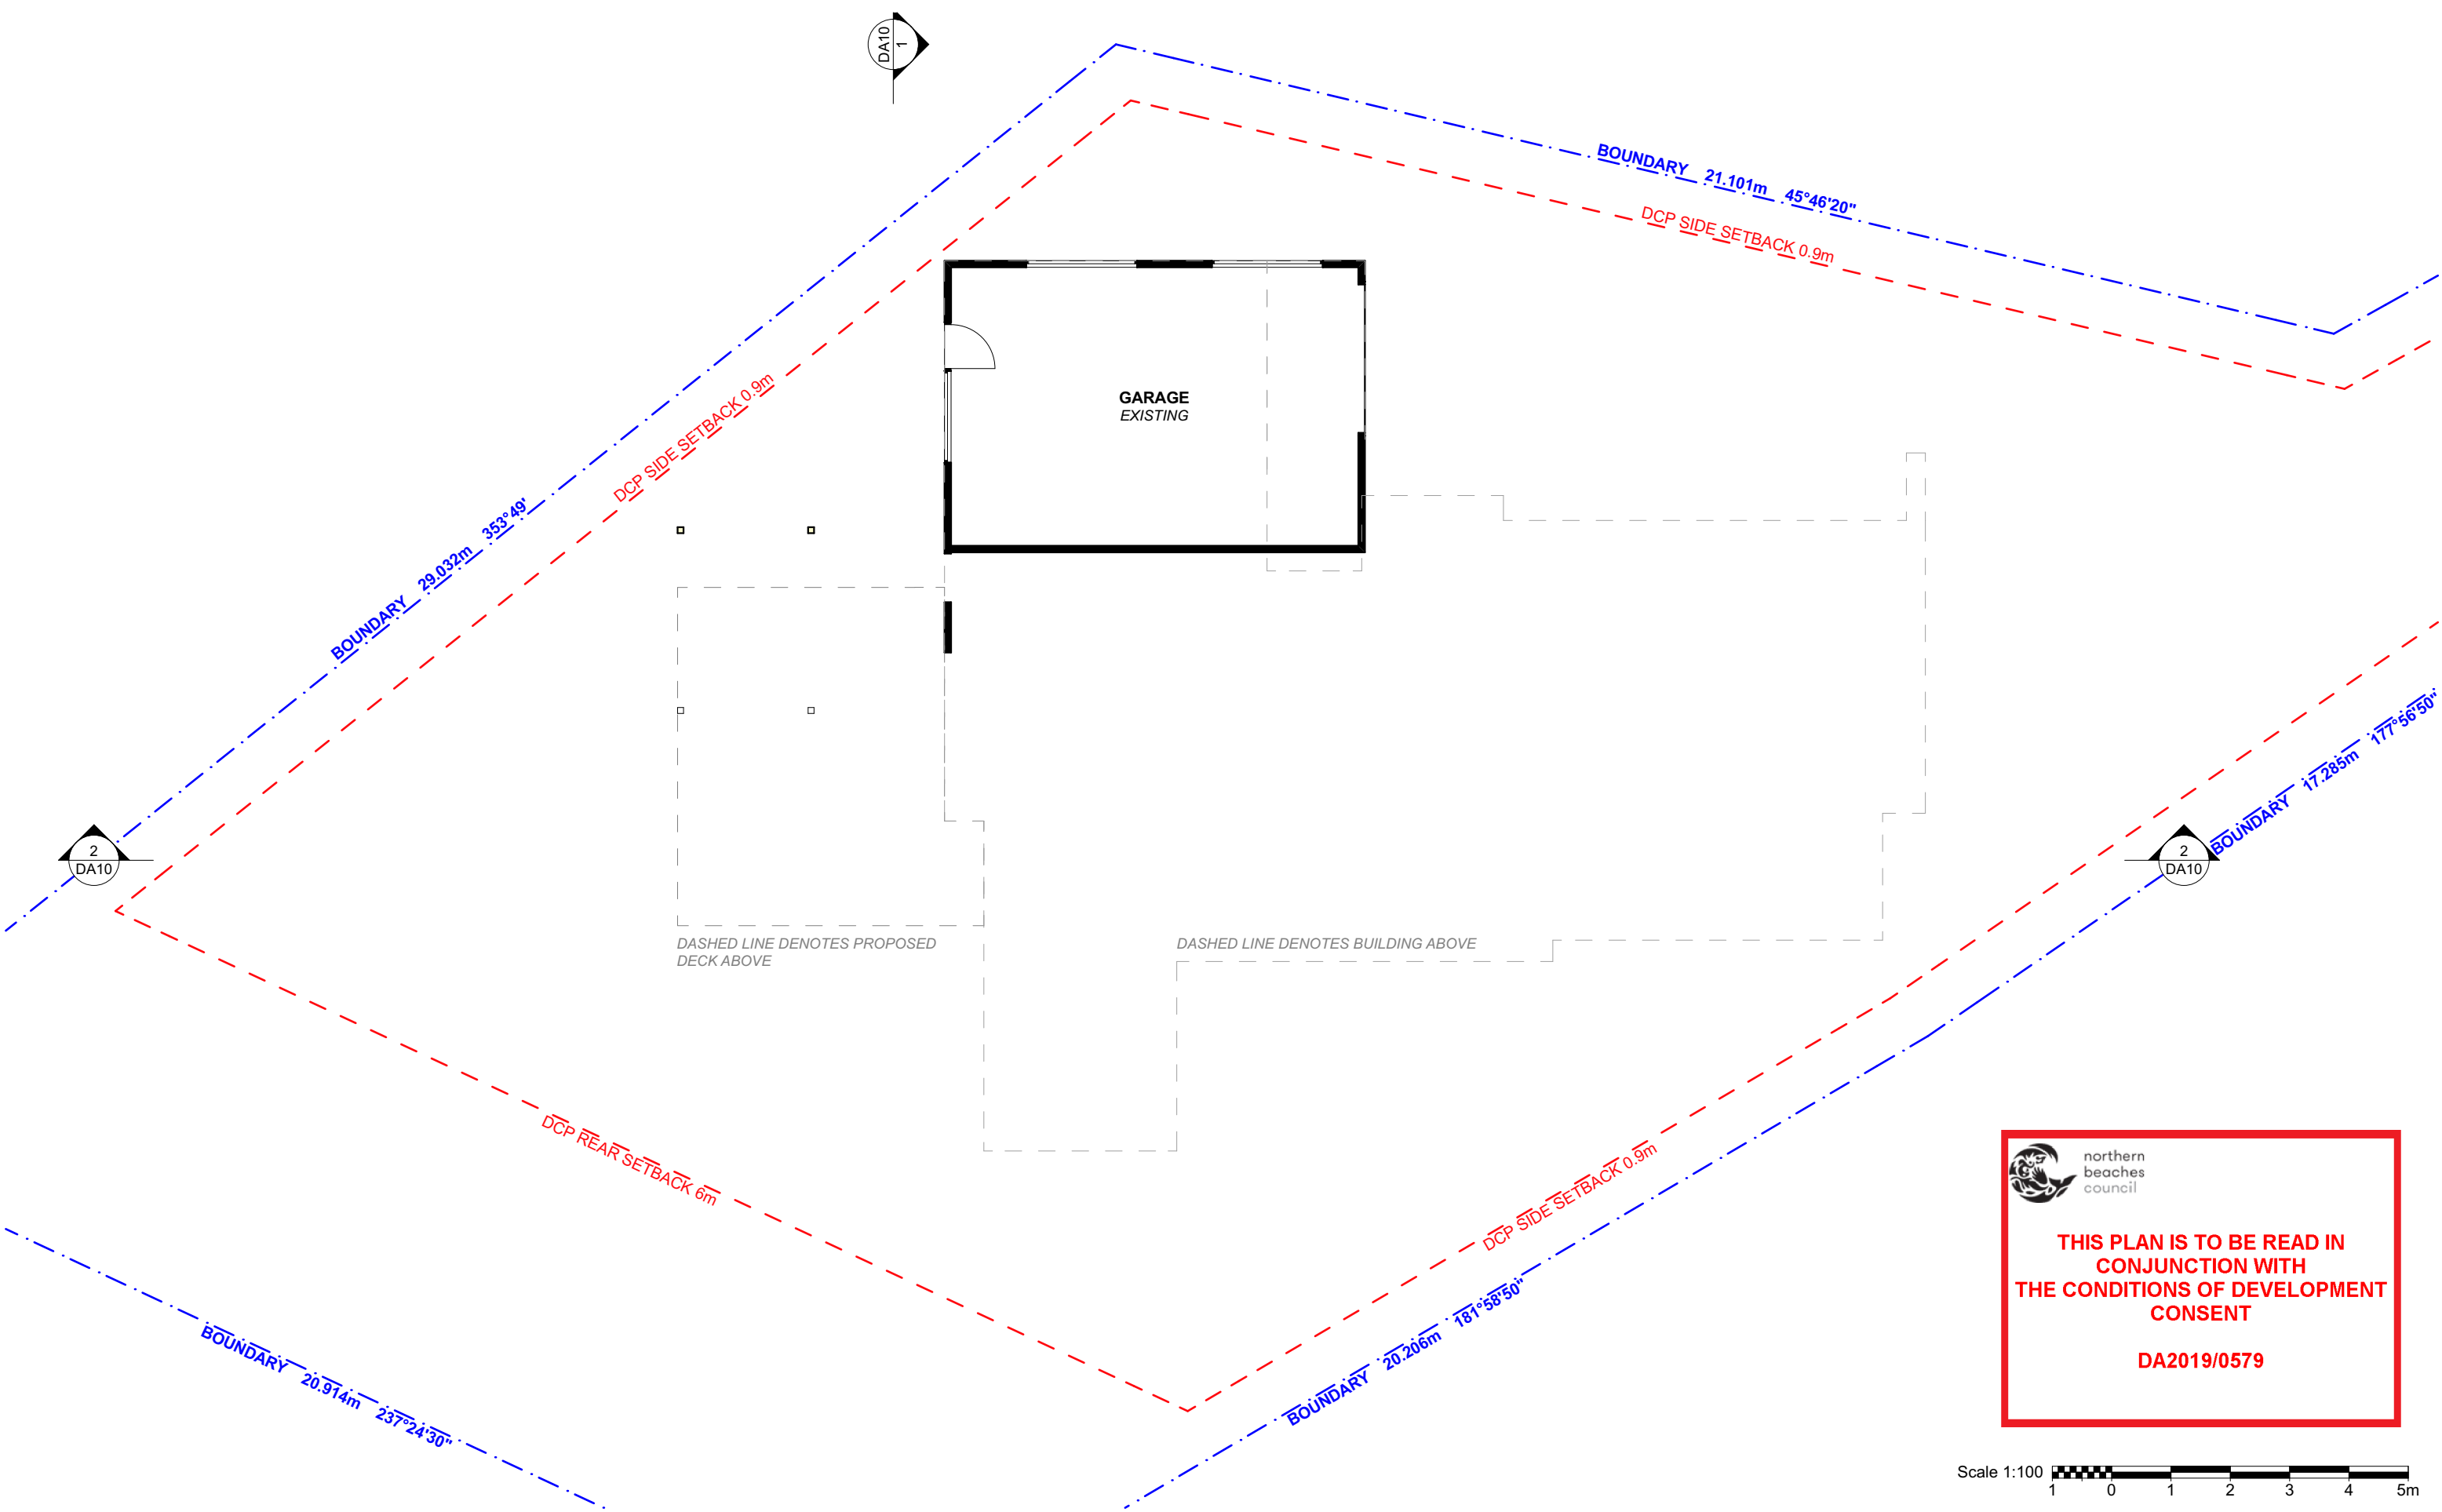 DA10
1
BOUNDARY 21.101m 45°46'20"
DCP SIDE SETBACK 0.9m
GARAGE
EXISTING
DCP SIDE SETBACK 0.9m
BOUNDARY 29.032m 353°49'
BOUNDARY 17.285m 177°56'50"
2
DA10
2
DA10
DASHED LINE DENOTES PROPOSED
DECK ABOVE
DASHED LINE DENOTES BUILDING ABOVE
DCP REAR SETBACK 6m
DCP SIDE SETBACK 0.9m
BOUNDARY 20.206m 181°58'50"
BOUNDARY 20.914m 237°24'30"
northern
beaches
council
THIS PLAN IS TO BE READ IN
CONJUNCTION WITH
THE CONDITIONS OF DEVELOPMENT
CONSENT
DA2019/0579
Scale 1:100
1 0 1 2 3 4 5m